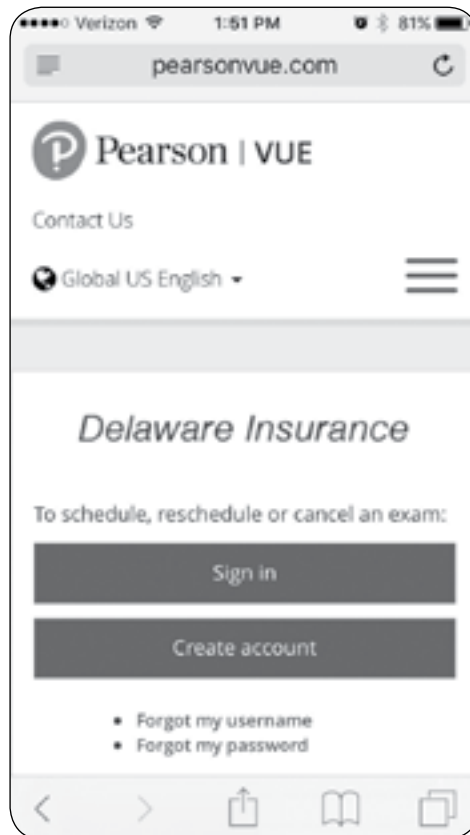 Verizon 1:51 PM 81%
pearsonvue.com
Pearson | VUE
Contact Us
Global US English
Delaware Insurance
To schedule, reschedule or cancel an exam:
Sign in
Create account
• Forgot my username
• Forgot my password